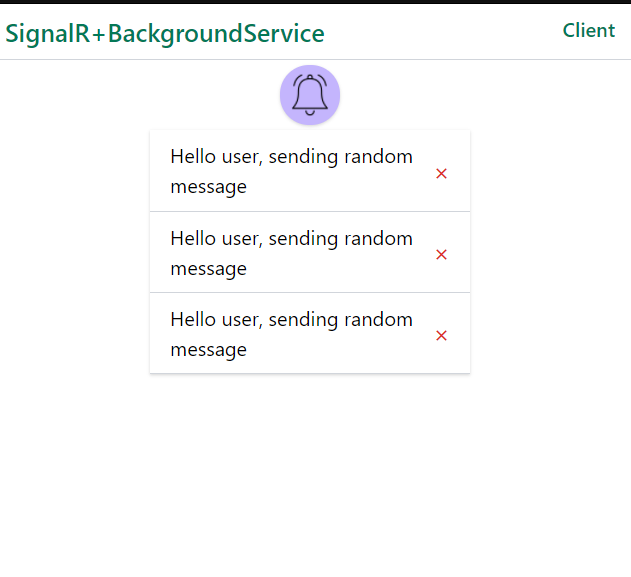 SignalR+BackgroundService
Client
Hello user, sending random
message
×
Hello user, sending random
message
×
Hello user, sending random
message
×